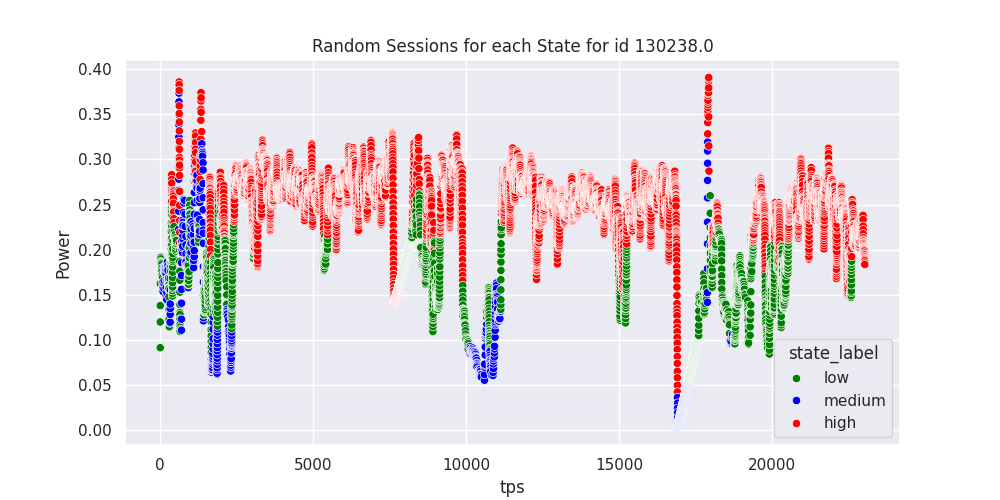 Random Sessions for each State for id 130238.0
0.40
0.35
0.30
0.25
0.20
0.15
0.10
0.05
0.00
Power
0
5000
10000
15000
20000
tps
state_label
low
medium
high